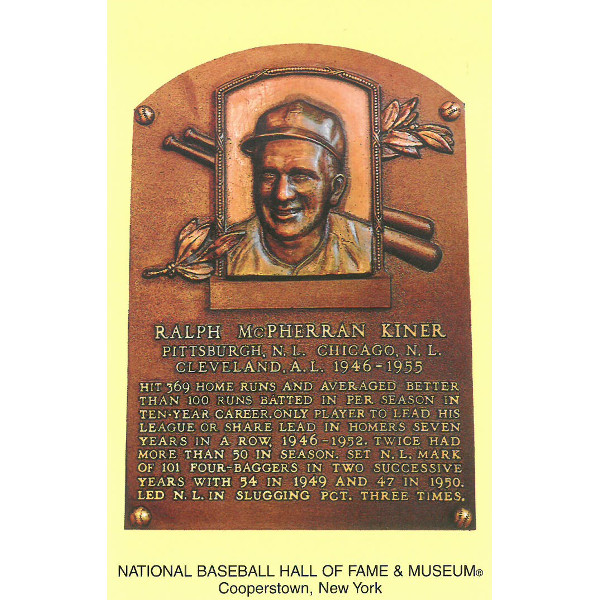 RALPH McPHERRAN KINER
PITTSBURGH, N.L. CHICAGO, N.L.
CLEVELAND, A.L. 1946-1955
HIT 369 HOME RUNS AND AVERAGED BETTER
THAN 100 RUNS BATTED IN PER SEASON IN
TEN-YEAR CAREER. ONLY PLAYER TO LEAD HIS
LEAGUE OR SHARE LEAD IN HOMERS SEVEN
YEARS IN A ROW, 1946-1952. TWICE HAD
MORE THAN 50 IN SEASON. SET N.L. MARK
OF 101 FOUR-BAGGERS IN TWO SUCCESSIVE
YEARS WITH 54 IN 1949 AND 47 IN 1950.
LED N.L. IN SLUGGING PCT. THREE TIMES.
NATIONAL BASEBALL HALL OF FAME & MUSEUM®
Cooperstown, New York